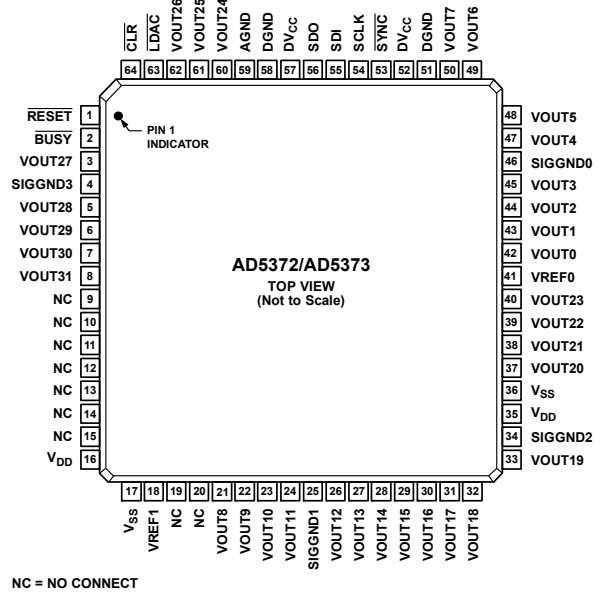 CLR
LDAC
VOUT26
VOUT25
VOUT24
AGND
DGND
DVCC
SDO
SDI
SCLK
SYNC
DVCC
DGND
VOUT7
VOUT6
64 63 62 61 60 59 58 57 56 55 54 53 52 51 50 49
RESET 1
BUSY 2
VOUT27 3
SIGGND3 4
VOUT28 5
VOUT29 6
VOUT30 7
VOUT31 8
NC 9
NC 10
NC 11
NC 12
NC 13
NC 14
NC 15
VDD 16
PIN 1
INDICATOR
AD5372/AD5373
TOP VIEW
(Not to Scale)
48 VOUT5
47 VOUT4
46 SIGGND0
45 VOUT3
44 VOUT2
43 VOUT1
42 VOUT0
41 VREF0
40 VOUT23
39 VOUT22
38 VOUT21
37 VOUT20
36 VSS
35 VDD
34 SIGGND2
33 VOUT19
17 18 19 20 21 22 23 24 25 26 27 28 29 30 31 32
VSS
VREF1
NC
NC
VOUT8
VOUT9
VOUT10
VOUT11
SIGGND1
VOUT12
VOUT13
VOUT14
VOUT15
VOUT16
VOUT17
VOUT18
NC = NO CONNECT